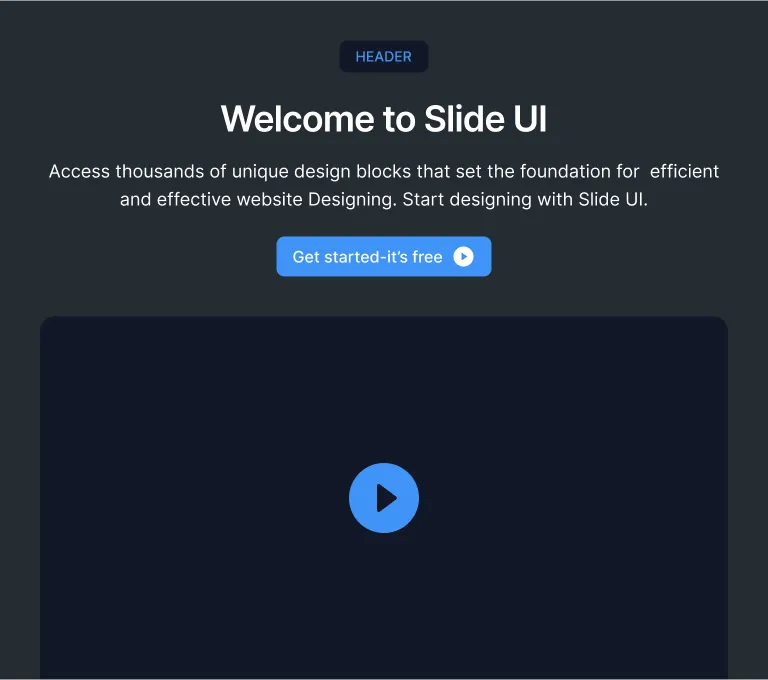 HEADER
Welcome to Slide UI
Access thousands of unique design blocks that set the foundation for  efficient
and effective website Designing. Start designing with Slide UI.
Get started-it’s free